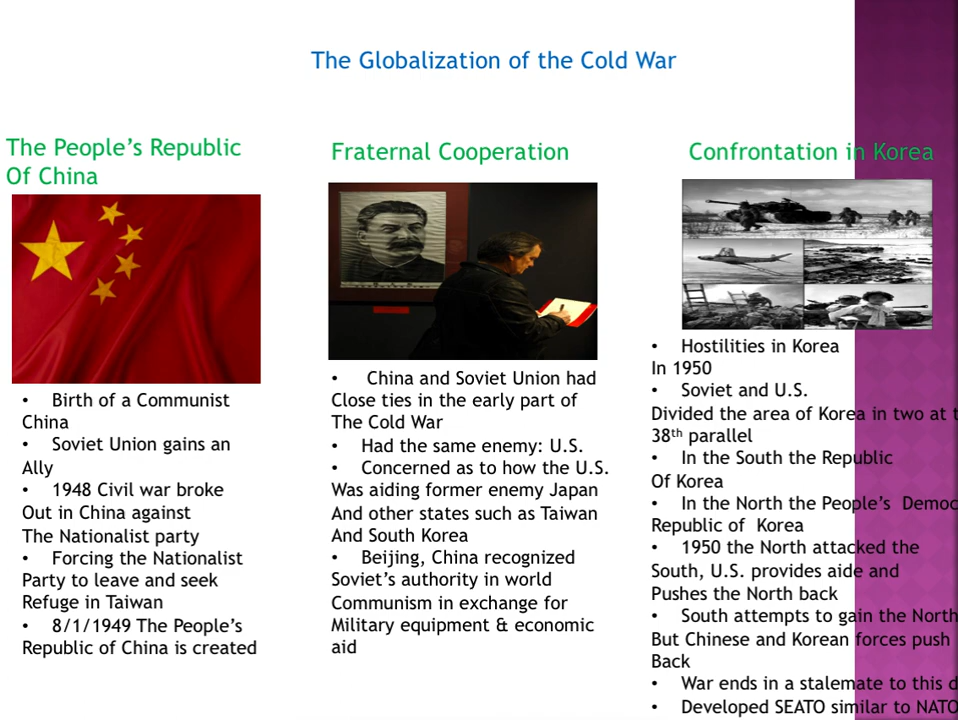 The Globalization of the Cold War
The People’s Republic
Of China
• Birth of a Communist
China
• Soviet Union gains an
Ally
• 1948 Civil war broke
Out in China against
The Nationalist party
• Forcing the Nationalist
Party to leave and seek
Refuge in Taiwan
• 8/1/1949 The People’s
Republic of China is created
Fraternal Cooperation
• China and Soviet Union had
Close ties in the early part of
The Cold War
• Had the same enemy: U.S.
• Concerned as to how the U.S.
Was aiding former enemy Japan
And other states such as Taiwan
And South Korea
• Beijing, China recognized
Soviet’s authority in world
Communism in exchange for
Military equipment & economic
aid
Confrontation in Korea
• Hostilities in Korea
In 1950
• Soviet and U.S.
Divided the area of Korea in two at t
38th parallel
• In the South the Republic
Of Korea
• In the North the People’s Democ
Republic of Korea
• 1950 the North attacked the
South, U.S. provides aide and
Pushes the North back
• South attempts to gain the North
But Chinese and Korean forces push
Back
• War ends in a stalemate to this d
• Developed SEATO similar to NATO